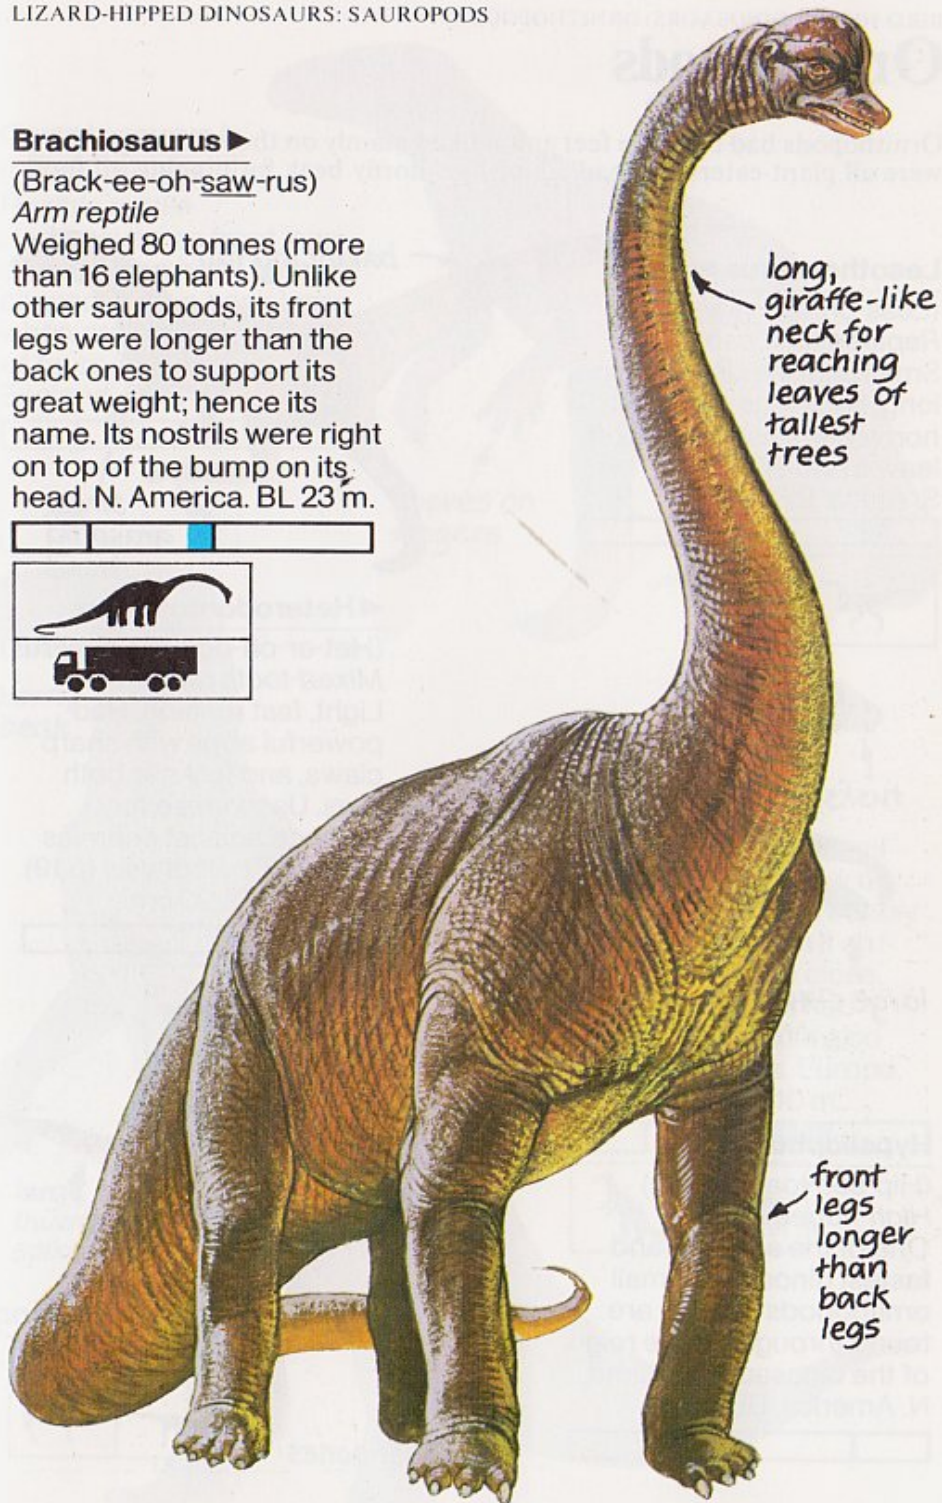 LIZARD-HIPPED DINOSAURS: SAUROPODS
Brachiosaurus ▶
(Brack-ee-oh-saw-rus)
Arm reptile
Weighed 80 tonnes (more
than 16 elephants). Unlike
other sauropods, its front
legs were longer than the
back ones to support its
great weight; hence its
name. Its nostrils were right
on top of the bump on its
head. N. America. BL 23 m.
long,
giraffe-like
neck for
reaching
leaves of
tallest
trees
front
legs
longer
than
back
legs